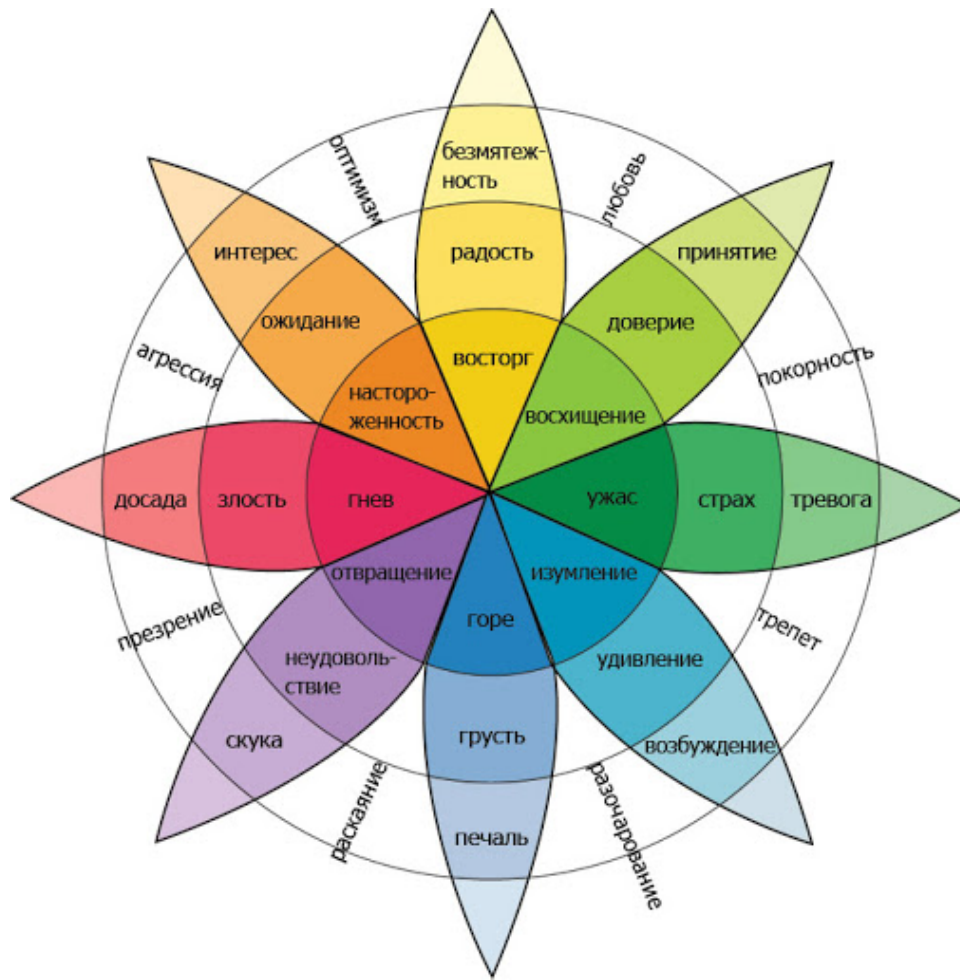 безмятеж-
ность
оптимизм
любовь
интерес
радость
принятие
ожидание
доверие
агрессия
восторг
покорность
насторо-
женность
восхищение
досада
злость
гнев
ужас
страх
тревога
отвращение
изумление
презрение
горе
трепет
неудоволь-
ствие
удивление
скука
грусть
возбуждение
раскаяние
разочарование
печаль